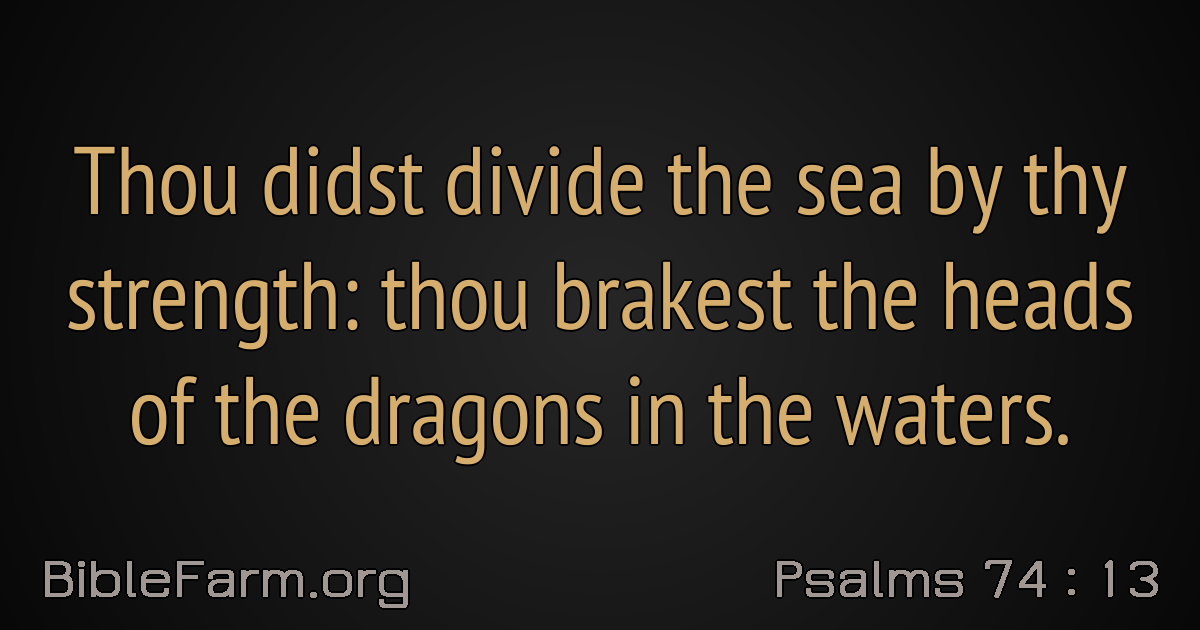 Thou didst divide the sea by thy
strength: thou brakest the heads
of the dragons in the waters.
BibleFarm.org
Psalms 74 : 13